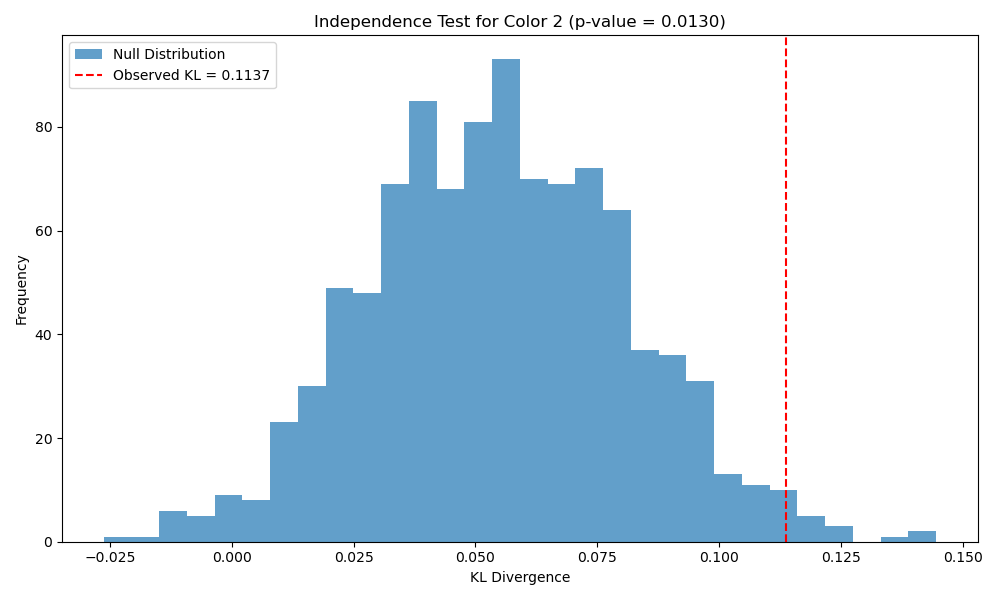 Independence Test for Color 2 (p-value = 0.0130)
Null Distribution
Observed KL = 0.1137
Frequency
80
60
40
20
0
−0.025 0.000 0.025 0.050 0.075 0.100 0.125 0.150
KL Divergence